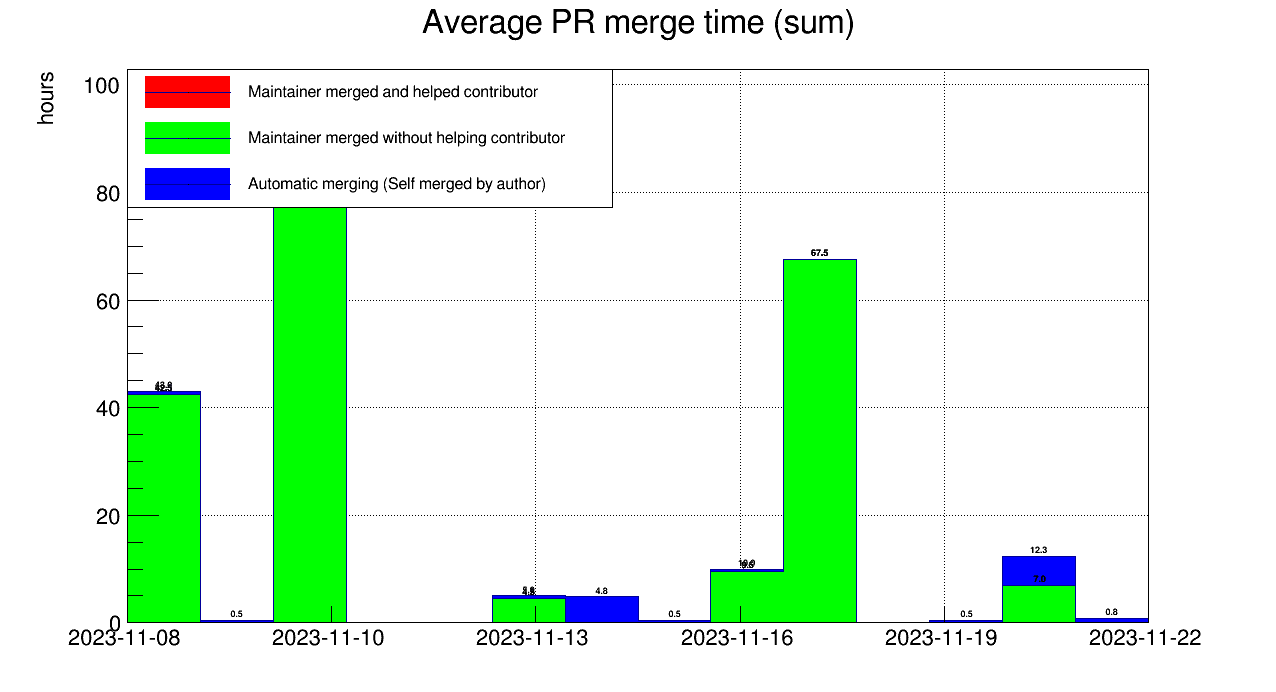 Average PR merge time (sum)
hours
100
80
60
40
20
0
Maintainer merged and helped contributor
Maintainer merged without helping contributor
Automatic merging (Self merged by author)
0.5
4.8
0.5
67.5
0.5
12.3
7.0
0.8
2023-11-08 2023-11-10 2023-11-13 2023-11-16 2023-11-19 2023-11-22